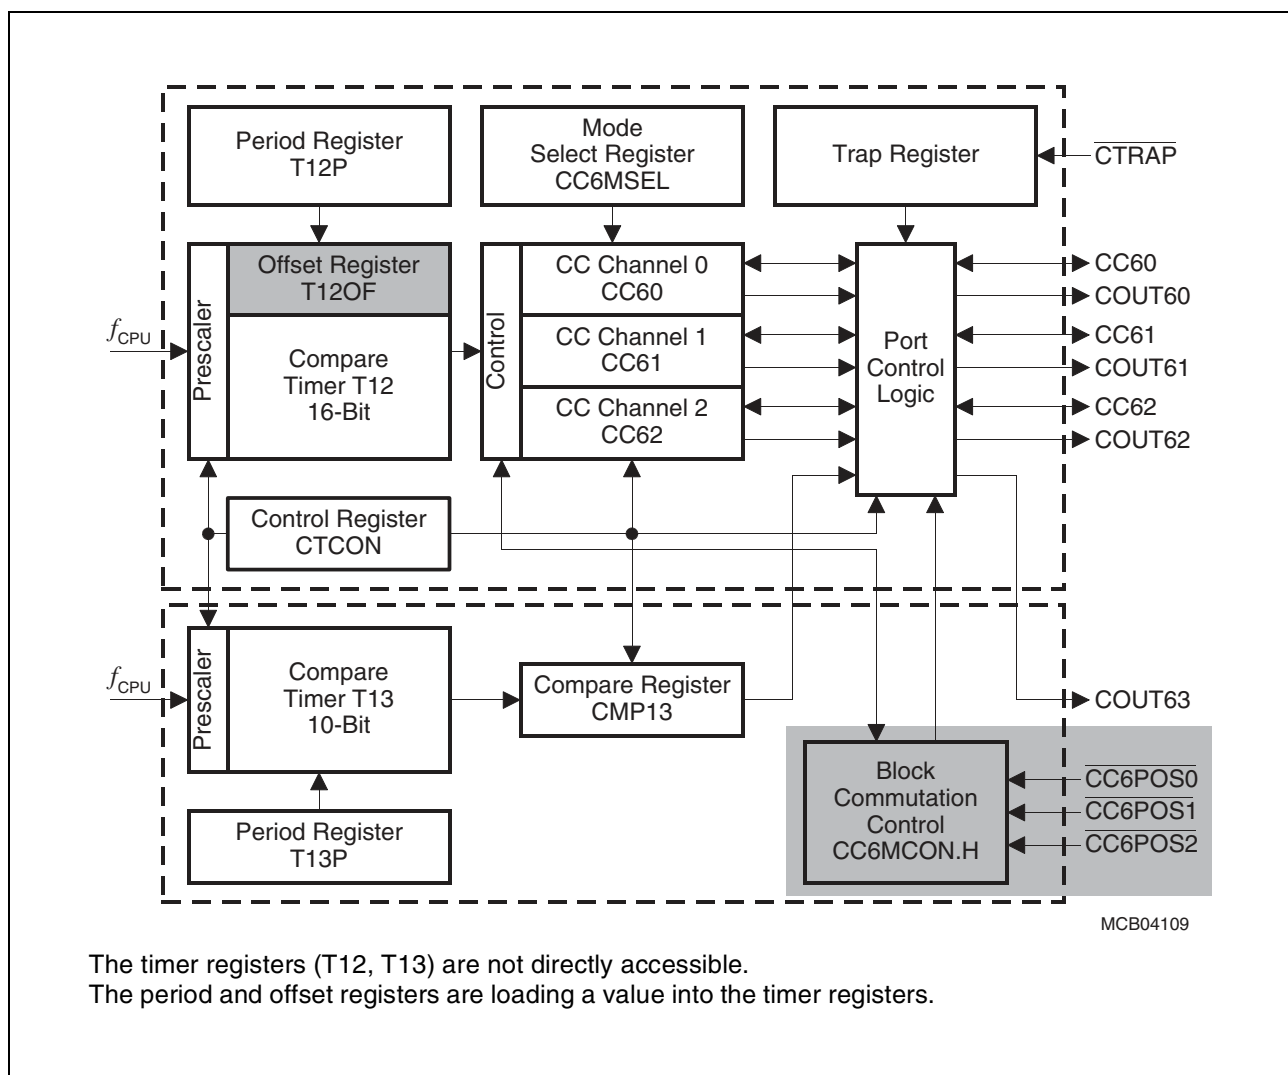 Period Register
T12P
Mode
Select Register
CC6MSEL
Trap Register
CTRAP
Prescaler
Offset Register
T12OF
Compare
Timer T12
16-Bit
fCPU
Control
CC Channel 0
CC60
CC Channel 1
CC61
CC Channel 2
CC62
Port
Control
Logic
CC60
COUT60
CC61
COUT61
CC62
COUT62
Control Register
CTCON
fCPU
Prescaler
Compare
Timer T13
10-Bit
Compare Register
CMP13
COUT63
Period Register
T13P
Block
Commutation
Control
CC6MCON.H
CC6POS0
CC6POS1
CC6POS2
MCB04109
The timer registers (T12, T13) are not directly accessible.
The period and offset registers are loading a value into the timer registers.